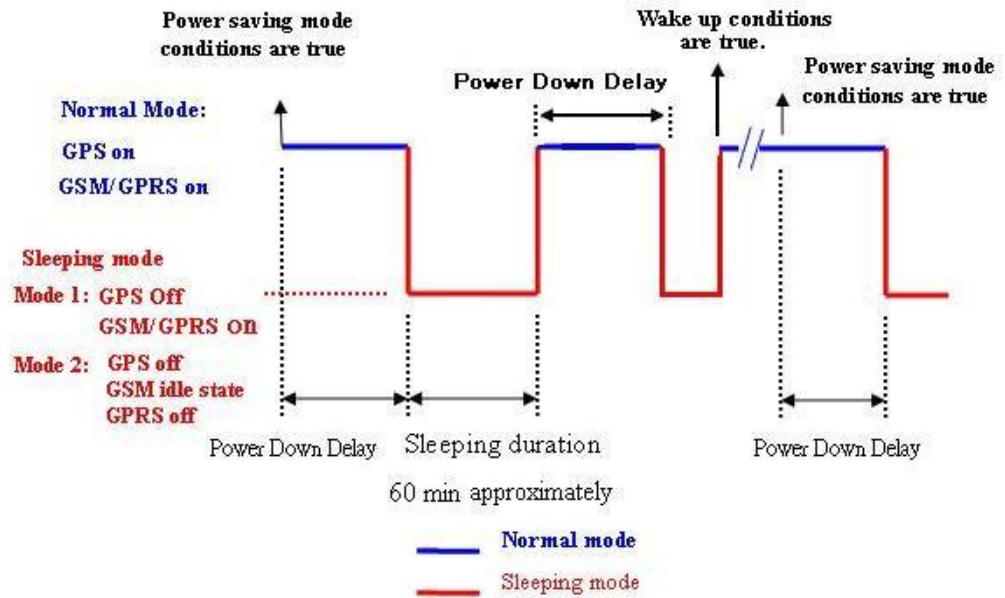 Power saving mode
conditions are true
Wake up conditions
are true.
Power Down Delay
Power saving mode
conditions are true
Normal Mode:
GPS on
GSM/GPRS on
Sleeping mode
Mode 1: GPS Off
GSM/GPRS ON
Mode 2: GPS off
GSM idle state
GPRS off
Power Down Delay
Sleeping duration
60 min approximately
Power Down Delay
Normal mode
Sleeping mode